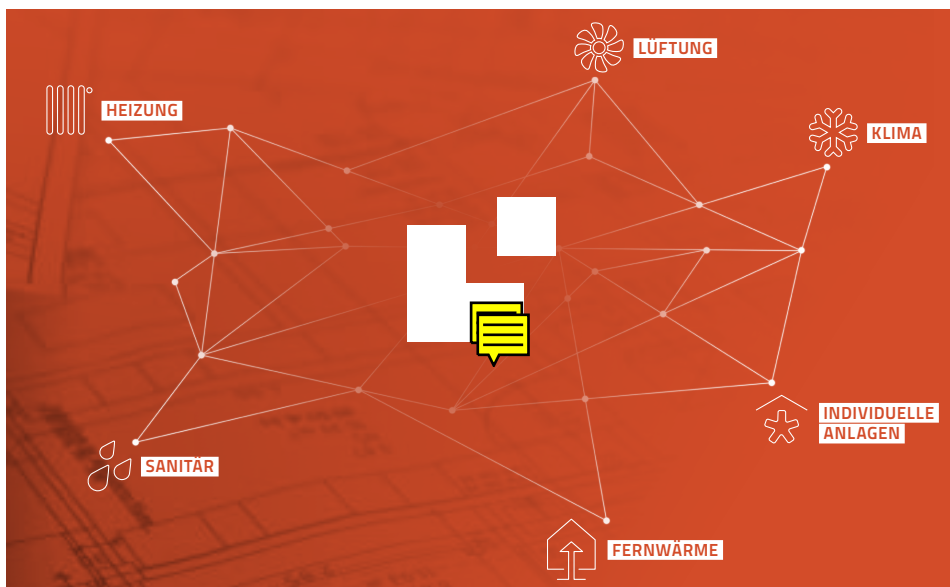 LÜFTUNG
HEIZUNG
KLIMA
INDIVIDUELLE
ANLAGEN
SANITÄR
FERNWÄRME